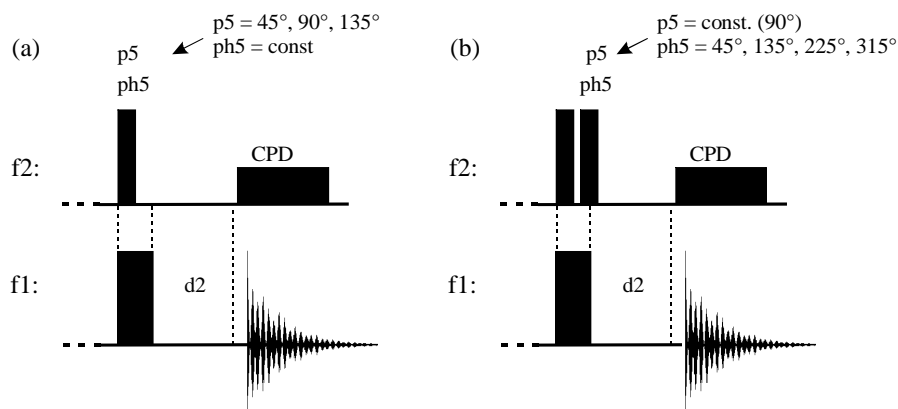 (a)
p5 = 45°, 90°, 135°
ph5 = const
p5
ph5
f2:
CPD
f1:
d2
(b)
p5 = const. (90°)
ph5 = 45°, 135°, 225°, 315°
p5
ph5
f2:
CPD
f1:
d2